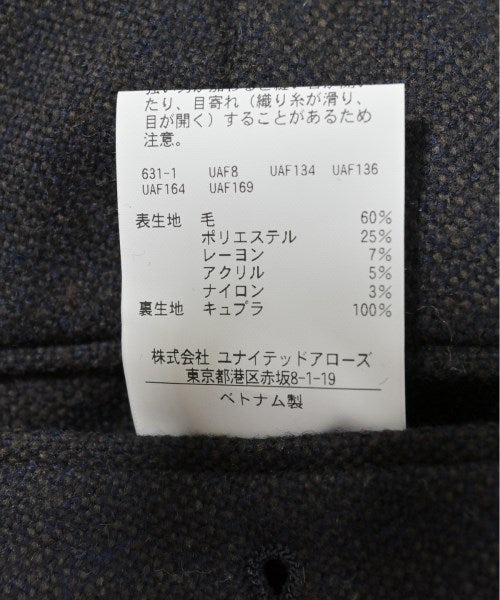 たり、目寄れ（織り糸が滑り、
目が開く）することがあるため
注意。
631-1 UAF8 UAF134 UAF136
UAF164 UAF169
表生地 毛 60%
ポリエステル 25%
レーヨン 7%
アクリル 5%
ナイロン 3%
裏生地 キュプラ 100%
株式会社 ユナイテッドアローズ
東京都港区赤坂8-1-19
ベトナム製